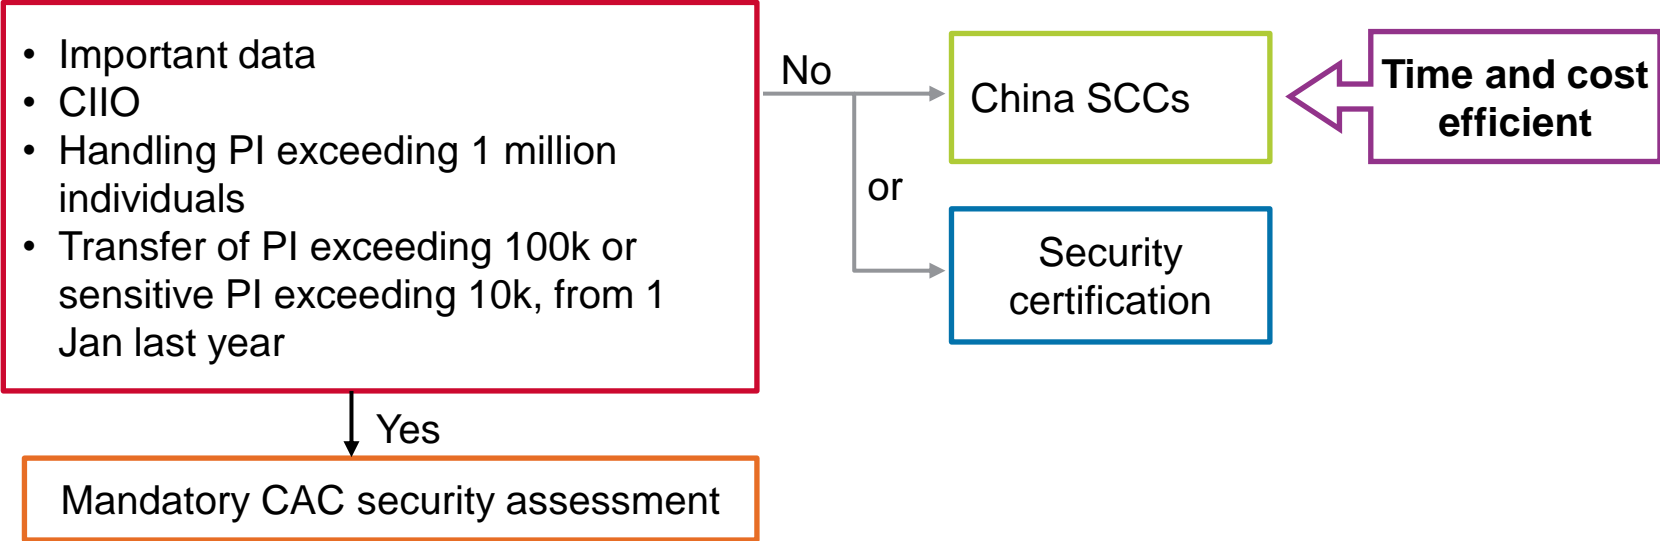 • Important data
• CIIO
• Handling PI exceeding 1 million
individuals
• Transfer of PI exceeding 100k or
sensitive PI exceeding 10k, from 1
Jan last year
No
China SCCs
Time and cost
efficient
or
Security
certification
Yes
Mandatory CAC security assessment